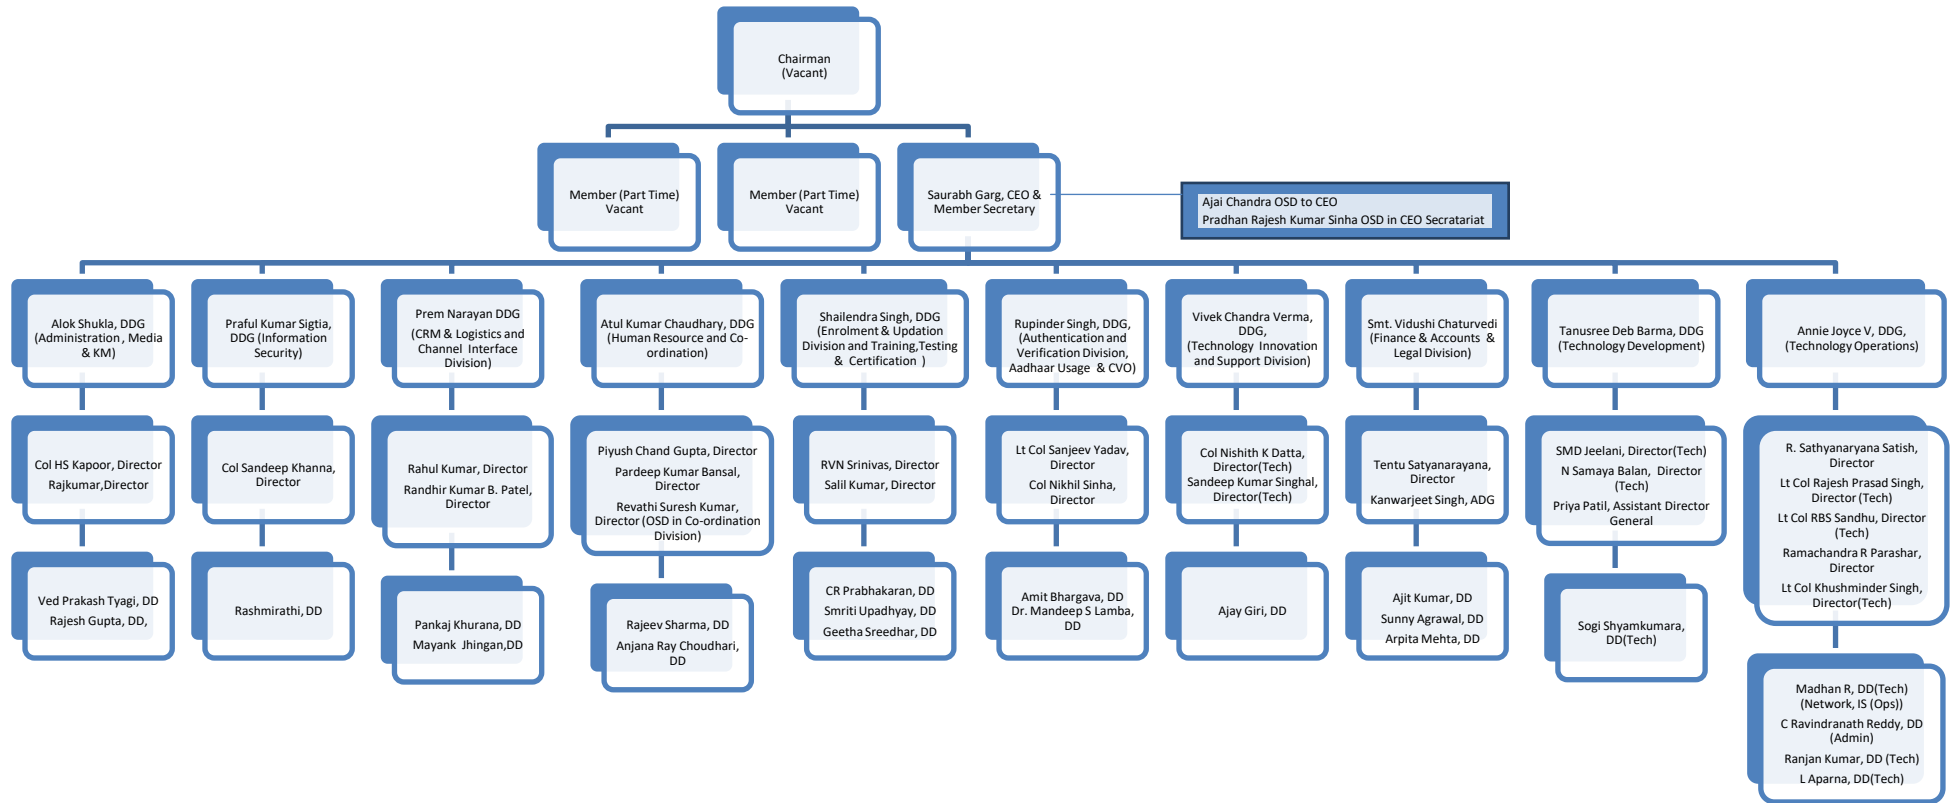 Chairman
(Vacant)
Member (Part Time)
Vacant
Member (Part Time)
Vacant
Saurabh Garg, CEO &
Member Secretary
Ajai Chandra OSD to CEO
Pradhan Rajesh Kumar Sinha OSD in CEO Secratariat
Alok Shukla, DDG
(Administration, Media
& KM)
Praful Kumar Sigtia,
DDG (Information
Security)
Prem Narayan DDG
(CRM & Logistics and
Channel Interface
Division)
Atul Kumar Chaudhary, DDG
(Human Resource and Co-
ordination)
Shailendra Singh, DDG
(Enrolment & Updation
Division and Training,Testing
& Certification )
Rupinder Singh, DDG,
(Authentication and
Verification Division,
Aadhaar Usage & CVO)
Vivek Chandra Verma,
DDG,
(Technology Innovation
and Support Division)
Smt. Vidushi Chaturvedi
(Finance & Accounts &
Legal Division)
Tanusree Deb Barma, DDG
(Technology Development)
Annie Joyce V, DDG,
(Technology Operations)
Col HS Kapoor, Director
Rajkumar,Director
Col Sandeep Khanna,
Director
Rahul Kumar, Director
Randhir Kumar B. Patel,
Director
Piyush Chand Gupta, Director
Pardeep Kumar Bansal,
Director
Revathi Suresh Kumar,
Director (OSD in Co-ordination
Division)
RVN Srinivas, Director
Salil Kumar, Director
Lt Col Sanjeev Yadav,
Director
Col Nikhil Sinha,
Director
Col Nishith K Datta,
Director(Tech)
Sandeep Kumar Singhal,
Director(Tech)
Tentu Satyanarayana,
Director
Kanwarjeet Singh, ADG
SMD Jeelani, Director(Tech)
N Samaya Balan, Director
(Tech)
Priya Patil, Assistant Director
General
R. Sathyanaryana Satish,
Director
Lt Col Rajesh Prasad Singh,
Director (Tech)
Lt Col RBS Sandhu, Director
(Tech)
Ramachandra R Parashar,
Director
Lt Col Khushminder Singh,
Director(Tech)
Ved Prakash Tyagi, DD
Rajesh Gupta, DD,
Rashmirathi, DD
Pankaj Khurana, DD
Mayank Jhingan,DD
Rajeev Sharma, DD
Anjana Ray Choudhari,
DD
CR Prabhakaran, DD
Smriti Upadhyay, DD
Geetha Sreedhar, DD
Amit Bhargava, DD
Dr. Mandeep S Lamba,
DD
Ajay Giri, DD
Ajit Kumar, DD
Sunny Agrawal, DD
Arpita Mehta, DD
Sogi Shyamkumara,
DD(Tech)
Madhan R, DD(Tech)
(Network, IS (Ops))
C Ravindranath Reddy, DD
(Admin)
Ranjan Kumar, DD (Tech)
L Aparna, DD(Tech)